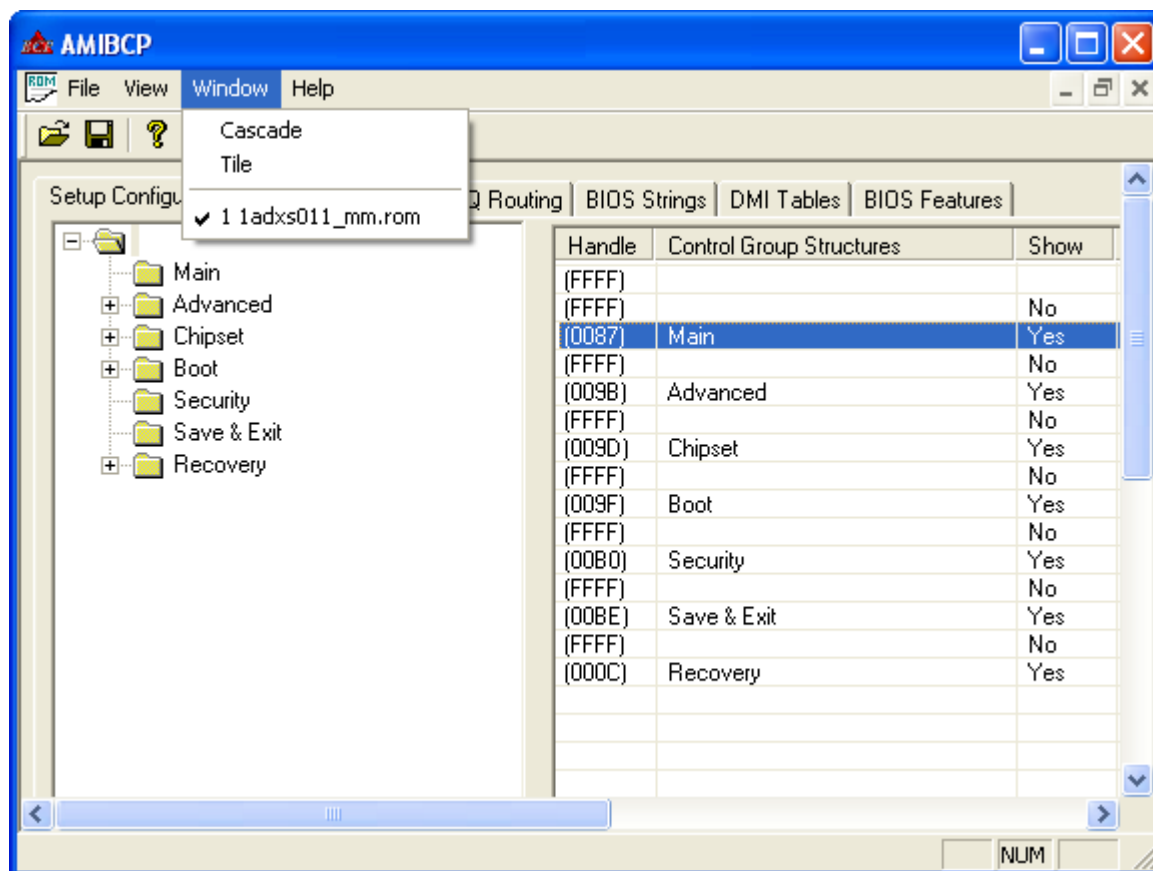 AMIBCP
ROM File View Window Help
Cascade
Tile
1 1adxs011_mm.rom
Setup Configu Q Routing BIOS Strings DMI Tables BIOS Features
Main
Advanced
Chipset
Boot
Security
Save & Exit
Recovery
Handle Control Group Structures Show
(FFFF)
(FFFF) No
(0087) Main Yes
(FFFF) No
(009B) Advanced Yes
(FFFF) No
(009D) Chipset Yes
(FFFF) No
(009F) Boot Yes
(FFFF) No
(00B0) Security Yes
(FFFF) No
(00BE) Save & Exit Yes
(FFFF) No
(000C) Recovery Yes
NUM